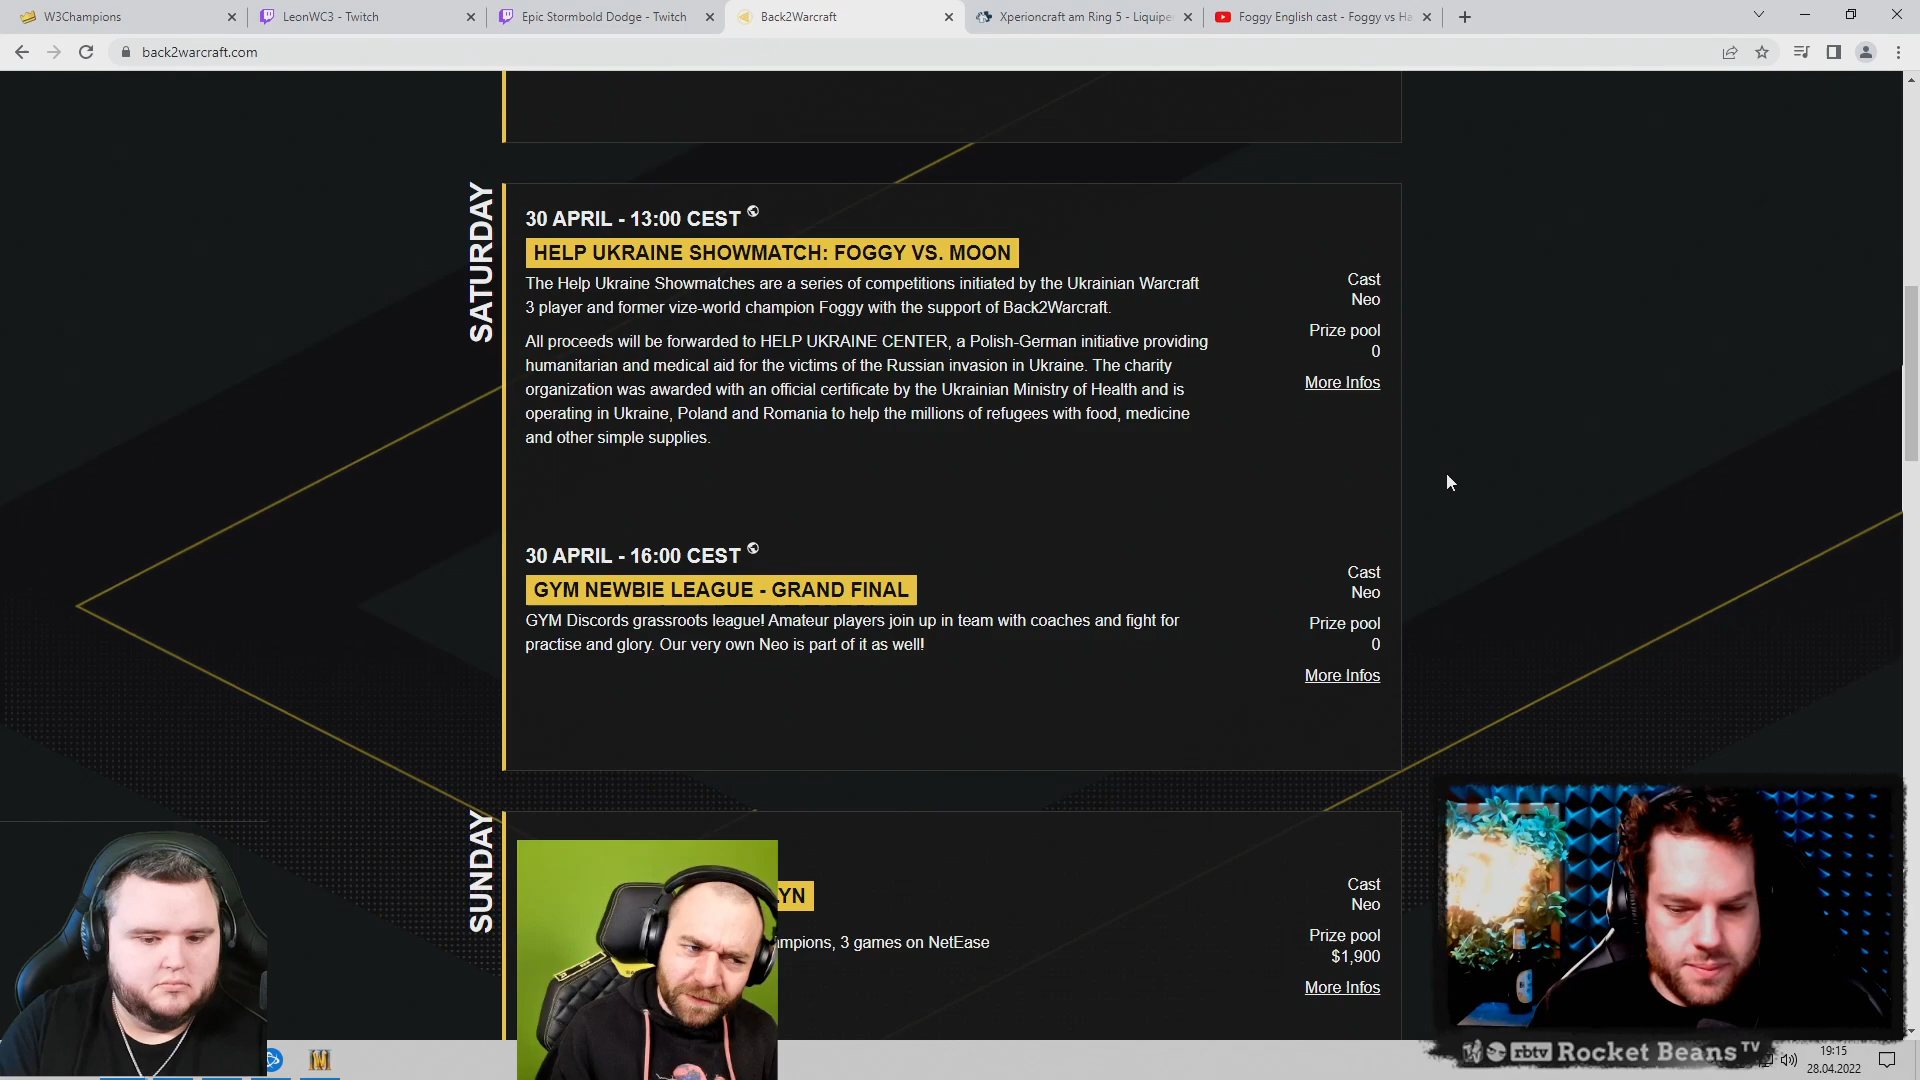 W3Champions
LeonWC3 - Twitch
Epic Stormbold Dodge - Twitch
Back2Warcraft
Xperioncraft am Ring 5 - Liquipe
Foggy English cast - Foggy vs Ha
back2warcraft.com
SATURDAY
30 APRIL - 13:00 CEST
HELP UKRAINE SHOWMATCH: FOGGY VS. MOON
The Help Ukraine Showmatches are a series of competitions initiated by the Ukrainian Warcraft
3 player and former vize-world champion Foggy with the support of Back2Warcraft.
All proceeds will be forwarded to HELP UKRAINE CENTER, a Polish-German initiative providing
humanitarian and medical aid for the victims of the Russian invasion in Ukraine. The charity
organization was awarded with an official certificate by the Ukrainian Ministry of Health and is
operating in Ukraine, Poland and Romania to help the millions of refugees with food, medicine
and other simple supplies.
Cast
Neo
Prize pool
0
More Infos
30 APRIL - 16:00 CEST
GYM NEWBIE LEAGUE - GRAND FINAL
GYM Discords grassroots league! Amateur players join up in team with coaches and fight for
practise and glory. Our very own Neo is part of it as well!
Cast
Neo
Prize pool
0
More Infos
SUNDAY
YN
mpions, 3 games on NetEase
Cast
Neo
Prize pool
$1,900
More Infos
rbtv Rocket Beans TV
19:15
28.04.2022